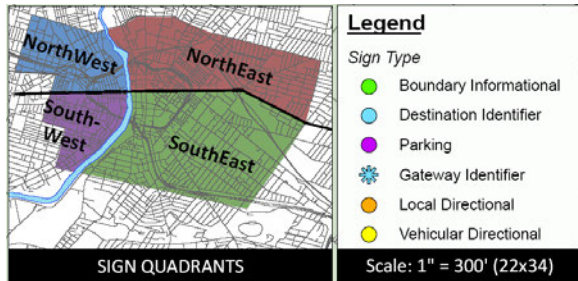 NorthWest
NorthEast
South-
West
SouthEast
SIGN QUADRANTS
Legend
Sign Type
Boundary Informational
Destination Identifier
Parking
Gateway Identifier
Local Directional
Vehicular Directional
Scale: 1" = 300' (22x34)